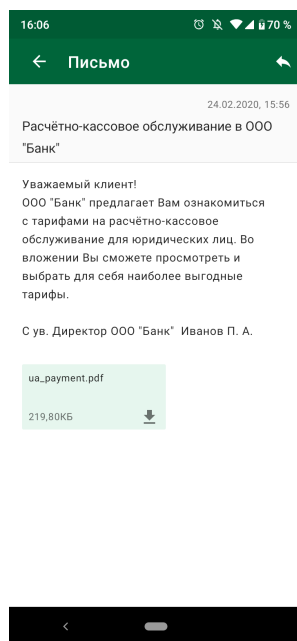 16:06
70 %
Письмо
24.02.2020, 15:56
Расчётно-кассовое обслуживание в ООО
"Банк"
Уважаемый клиент!
ООО "Банк" предлагает Вам ознакомиться
с тарифами на расчётно-кассовое
обслуживание для юридических лиц. Во
вложении Вы сможете просмотреть и
выбрать для себя наиболее выгодные
тарифы.
С ув. Директор ООО "Банк" Иванов П. А.
ua_payment.pdf
219,80КБ